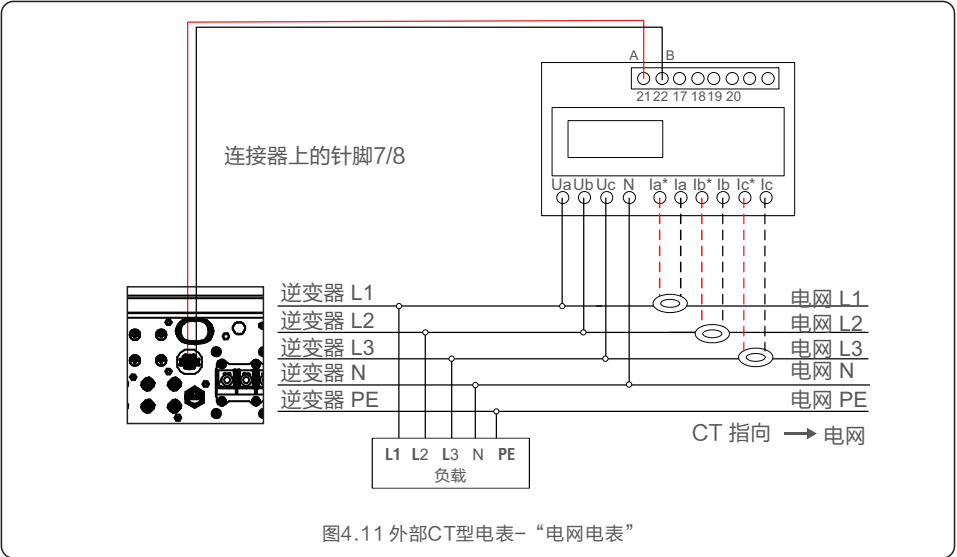 A B
21 22 17 18 19 20
连接器上的针脚7/8
Ua Ub Uc N Ia* Ia Ib* Ib Ic* Ic
逆变器 L1
电网 L1
逆变器 L2
电网 L2
逆变器 L3
电网 L3
逆变器 N
电网 N
逆变器 PE
电网 PE
CT 指向 → 电网
L1 L2 L3 N PE
负载
图4.11 外部CT型电表–“电网电表”